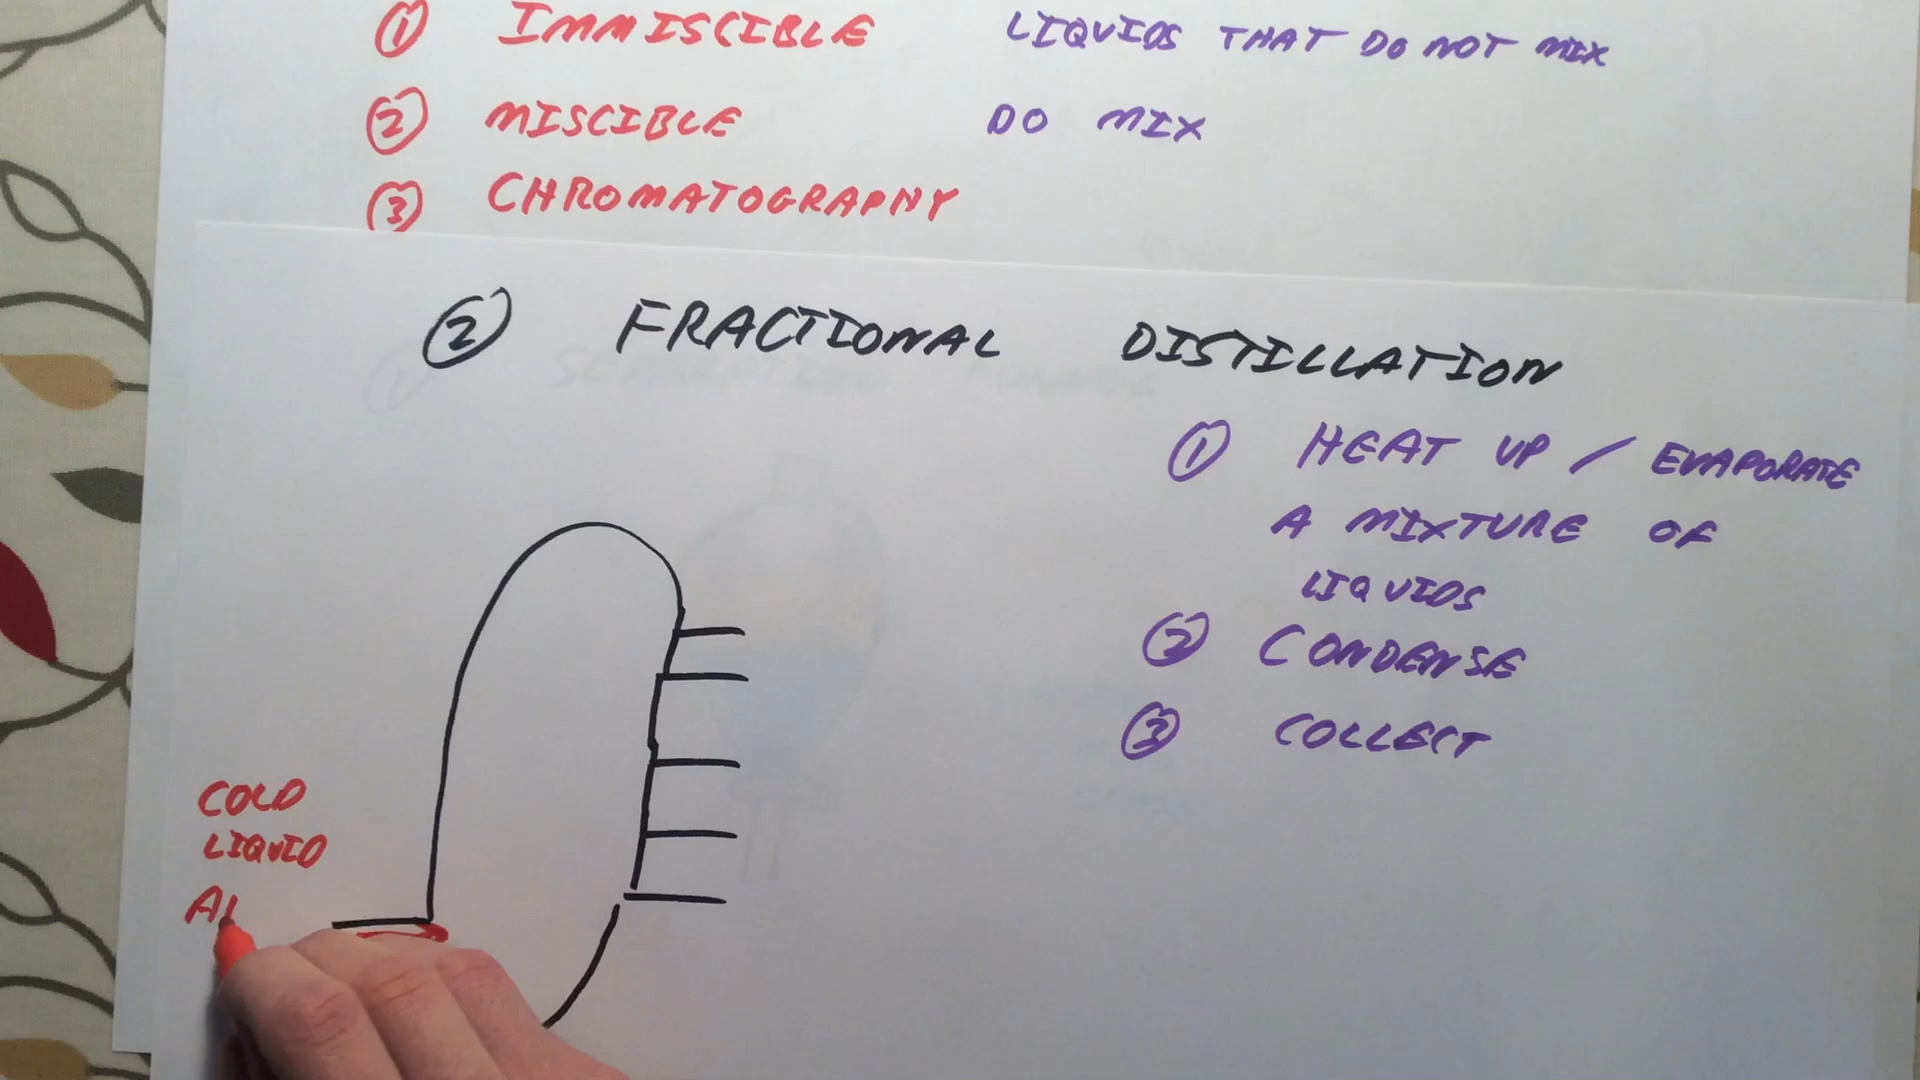 ① IMMISCIBLE LIQUIDS THAT DO NOT MIX
② MISCIBLE DO MIX
③ CHROMATOGRAPHY
② FRACTIONAL DISTILLATION
① HEAT UP / EVAPORATE
A MIXTURE OF
LIQUIDS
② CONDENSE
③ COLLECT
COLD
LIQUID